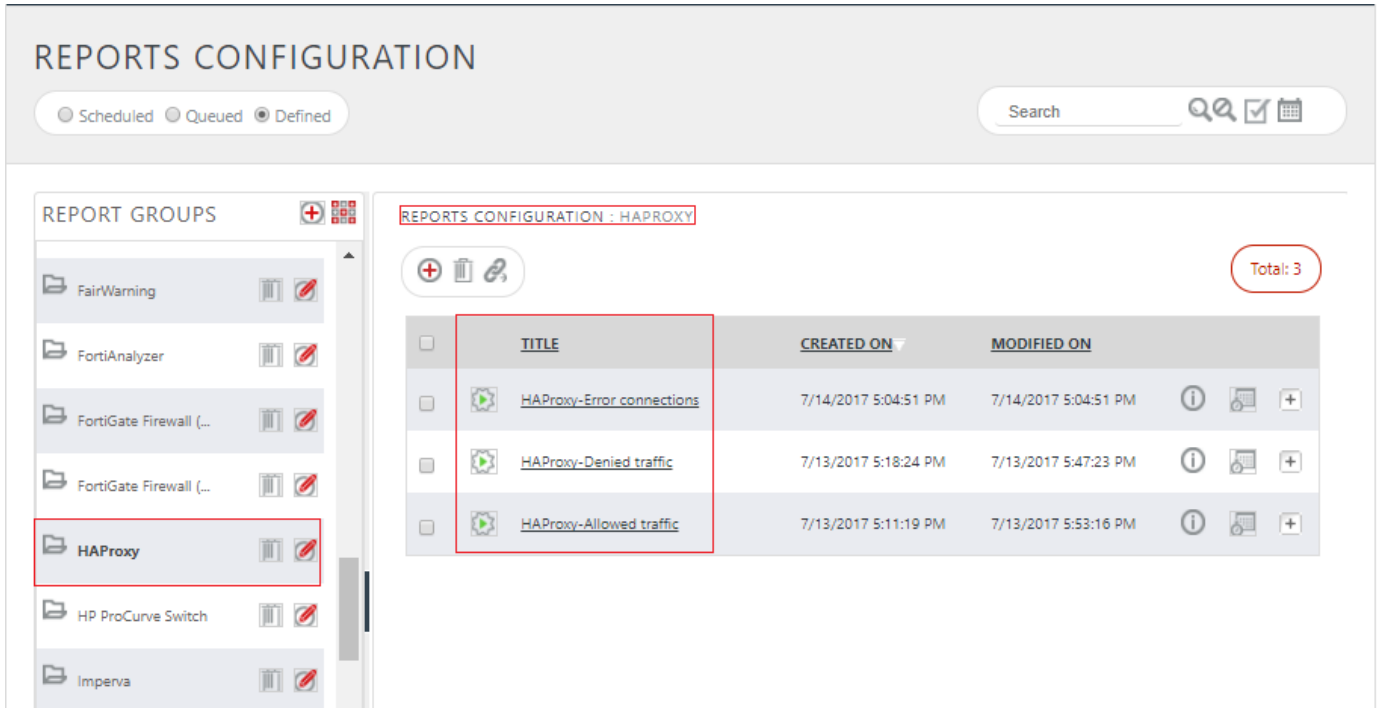 REPORTS CONFIGURATION
Scheduled Queued Defined
Search
REPORT GROUPS
FairWarning
FortiAnalyzer
FortiGate Firewall (...
FortiGate Firewall (...
HAProxy
HP ProCurve Switch
Imperva
REPORTS CONFIGURATION : HAPROXY
Total: 3
TITLE CREATED ON MODIFIED ON
HAProxy-Error connections 7/14/2017 5:04:51 PM 7/14/2017 5:04:51 PM
HAProxy-Denied traffic 7/13/2017 5:18:24 PM 7/13/2017 5:47:23 PM
HAProxy-Allowed traffic 7/13/2017 5:11:19 PM 7/13/2017 5:53:16 PM